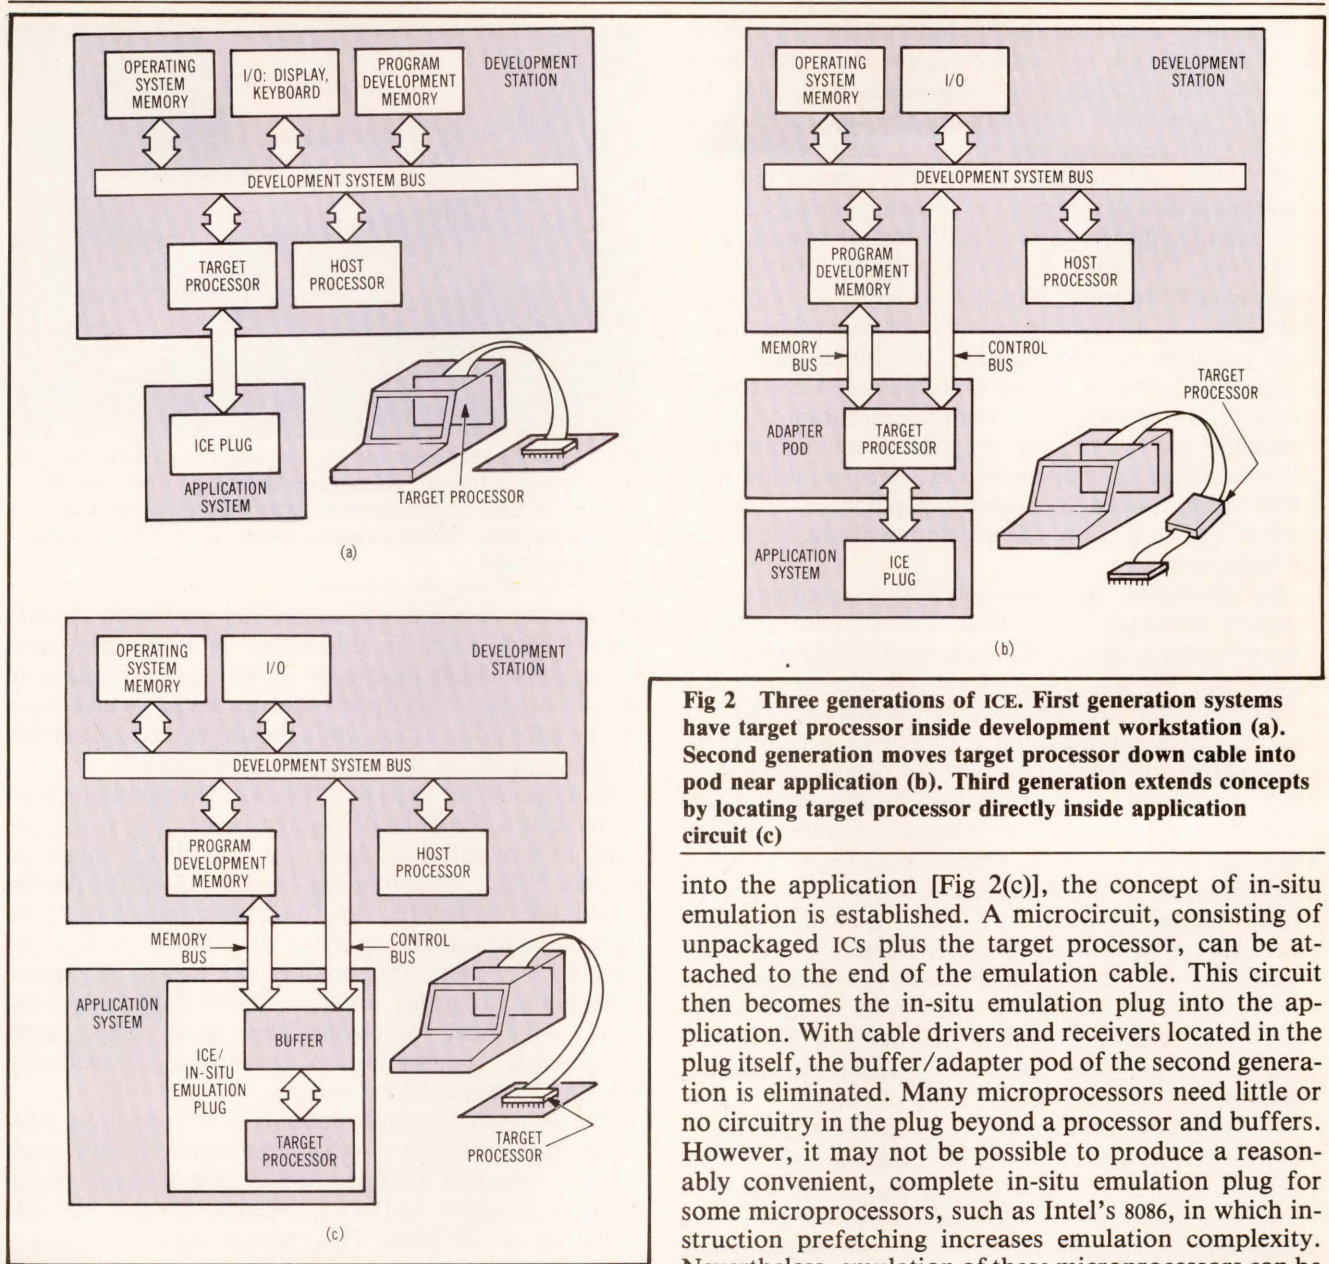 OPERATING
SYSTEM
MEMORY
I/O: DISPLAY,
KEYBOARD
PROGRAM
DEVELOPMENT
MEMORY
DEVELOPMENT
STATION
DEVELOPMENT SYSTEM BUS
TARGET
PROCESSOR
HOST
PROCESSOR
ICE PLUG
APPLICATION
SYSTEM
TARGET PROCESSOR
(a)
OPERATING
SYSTEM
MEMORY
I/O
DEVELOPMENT
STATION
DEVELOPMENT SYSTEM BUS
PROGRAM
DEVELOPMENT
MEMORY
HOST
PROCESSOR
MEMORY
BUS
CONTROL
BUS
ADAPTER
POD
TARGET
PROCESSOR
TARGET
PROCESSOR
APPLICATION
SYSTEM
ICE
PLUG
(b)
OPERATING
SYSTEM
MEMORY
I/O
DEVELOPMENT
STATION
DEVELOPMENT SYSTEM BUS
PROGRAM
DEVELOPMENT
MEMORY
HOST
PROCESSOR
MEMORY
BUS
CONTROL
BUS
APPLICATION
SYSTEM
ICE/
IN-SITU
EMULATION
PLUG
BUFFER
TARGET
PROCESSOR
TARGET
PROCESSOR
(c)
Fig 2 Three generations of ICE. First generation systems
have target processor inside development workstation (a).
Second generation moves target processor down cable into
pod near application (b). Third generation extends concepts
by locating target processor directly inside application
circuit (c)
into the application [Fig 2(c)], the concept of in-situ
emulation is established. A microcircuit, consisting of
unpackaged ICs plus the target processor, can be at-
tached to the end of the emulation cable. This circuit
then becomes the in-situ emulation plug into the ap-
plication. With cable drivers and receivers located in the
plug itself, the buffer/adapter pod of the second genera-
tion is eliminated. Many microprocessors need little or
no circuitry in the plug beyond a processor and buffers.
However, it may not be possible to produce a reason-
ably convenient, complete in-situ emulation plug for
some microprocessors, such as Intel's 8086, in which in-
struction prefetching increases emulation complexity.
Nevertheless, emulation of these microprocessors can be